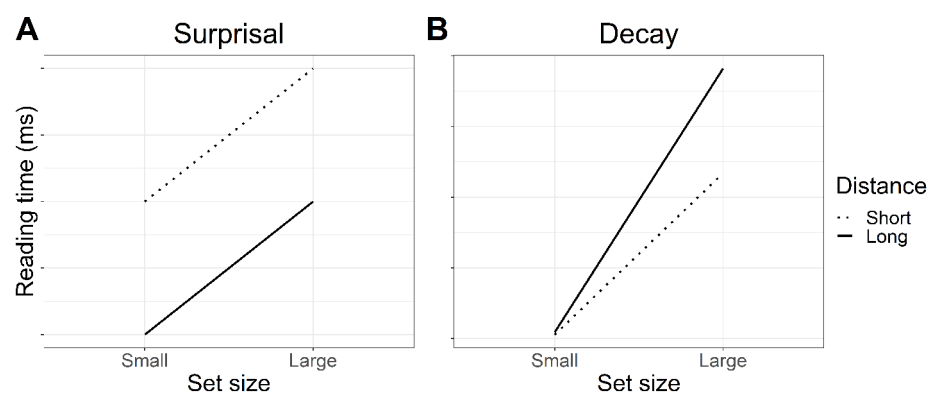 A
Surprisal
B
Decay
Reading time (ms)
Small
Large
Set size
Small
Large
Set size
Distance
Short
Long